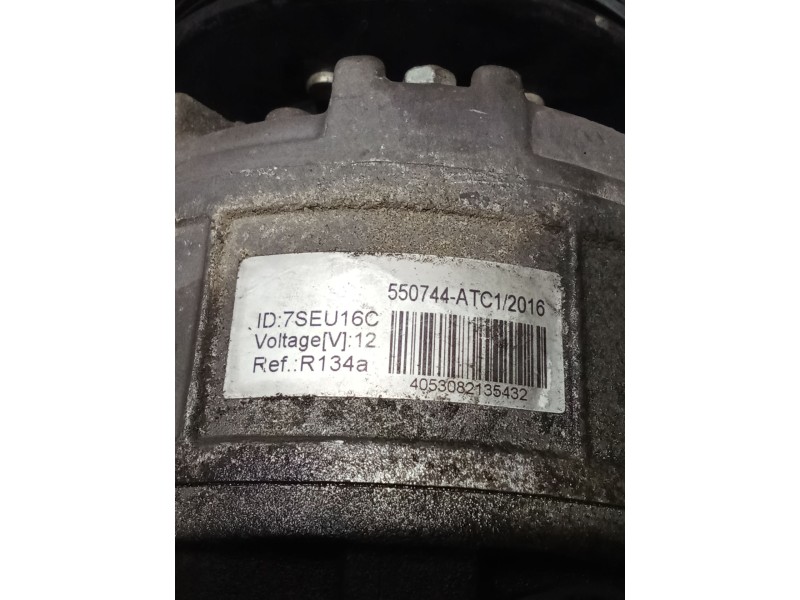 550744-ATC1/2016
ID:7SEU16C
Voltage[V]:12
Ref.:R134a
4053082135432